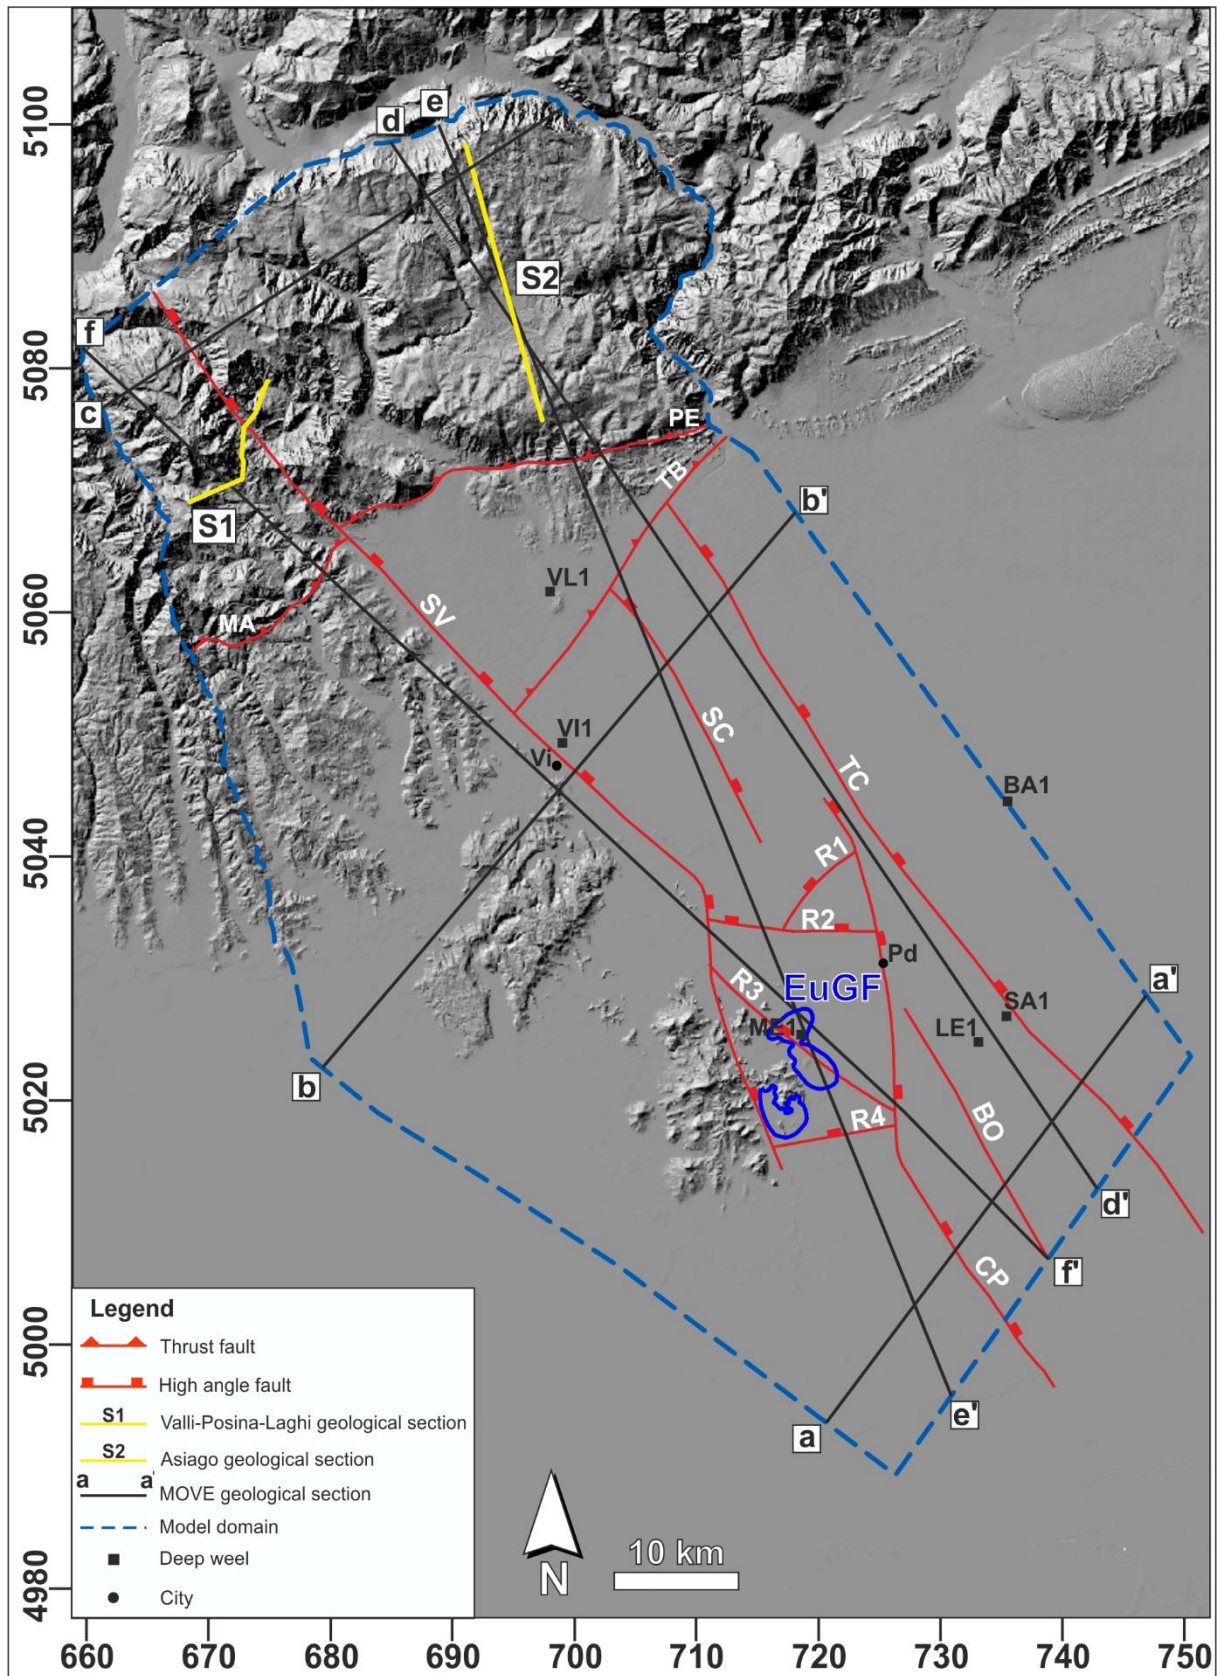 5100
5080
5060
5040
5020
5000
4980
d
e
S2
f
c
PE
TB
S1
b'
VL1
MA
SV
SC
VI1
Vi
TC
BA1
R1
R2
Pd
R3
EuGF
a'
ME1
SA1
LE1
b
BO
R4
d'
f'
CP
e'
a
Legend
Thrust fault
High angle fault
S1 Valli-Posina-Laghi geological section
S2 Asiago geological section
a a' MOVE geological section
Model domain
Deep weel
City
N
10 km
660 670 680 690 700 710 720 730 740 750